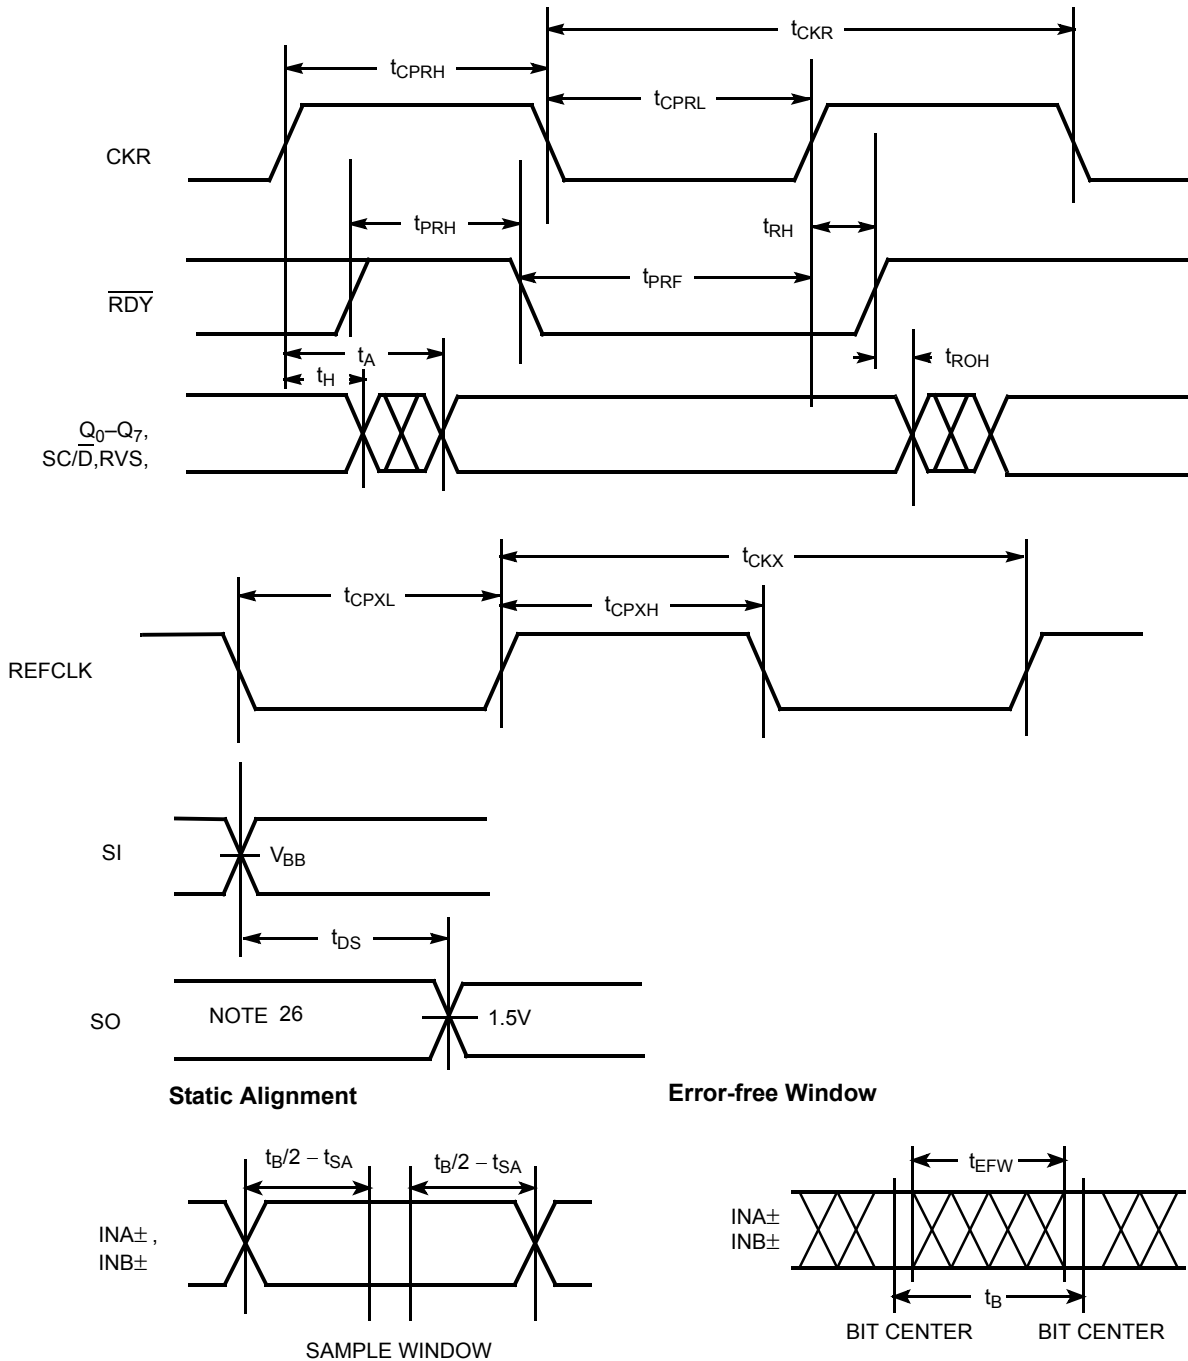 tCKR
tCPRH
tCPRL
CKR
tPRH
tRH
tPRF
RDY
tA
tROH
tH
Q0–Q7,
SC/D,RVS,
tCKX
tCPXL
tCPXH
REFCLK
SI
VBB
tDS
SO
NOTE 26
1.5V
Static Alignment
Error-free Window
tB/2 − tSA
tB/2 − tSA
tEFW
INA± ,
INB±
INA±
INB±
tB
BIT CENTER
BIT CENTER
SAMPLE WINDOW